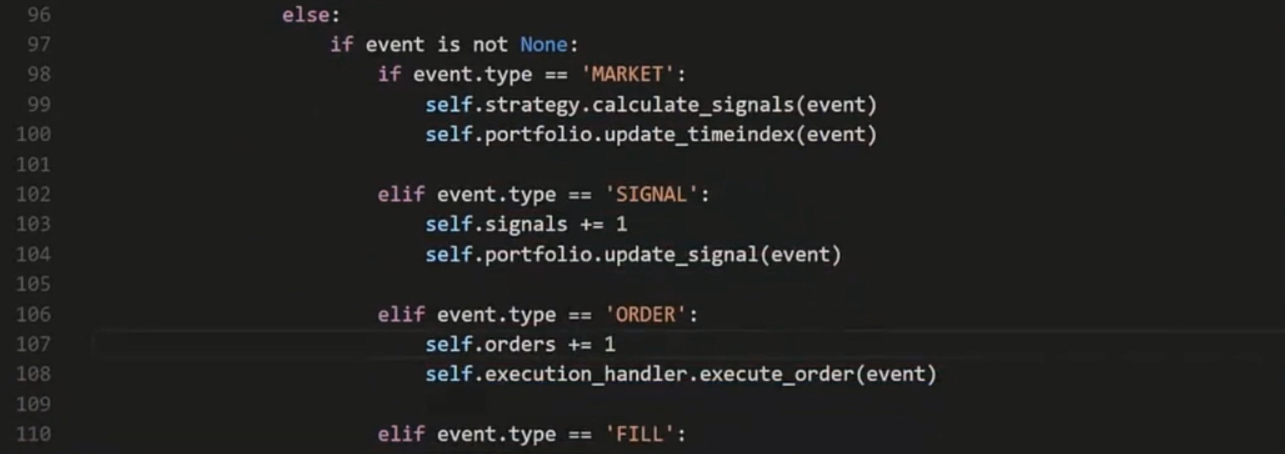 96 else:
97 if event is not None:
98 if event.type == 'MARKET':
99 self.strategy.calculate_signals(event)
100 self.portfolio.update_timeindex(event)
101
102 elif event.type == 'SIGNAL':
103 self.signals += 1
104 self.portfolio.update_signal(event)
105
106 elif event.type == 'ORDER':
107 self.orders += 1
108 self.execution_handler.execute_order(event)
109
110 elif event.type == 'FILL':